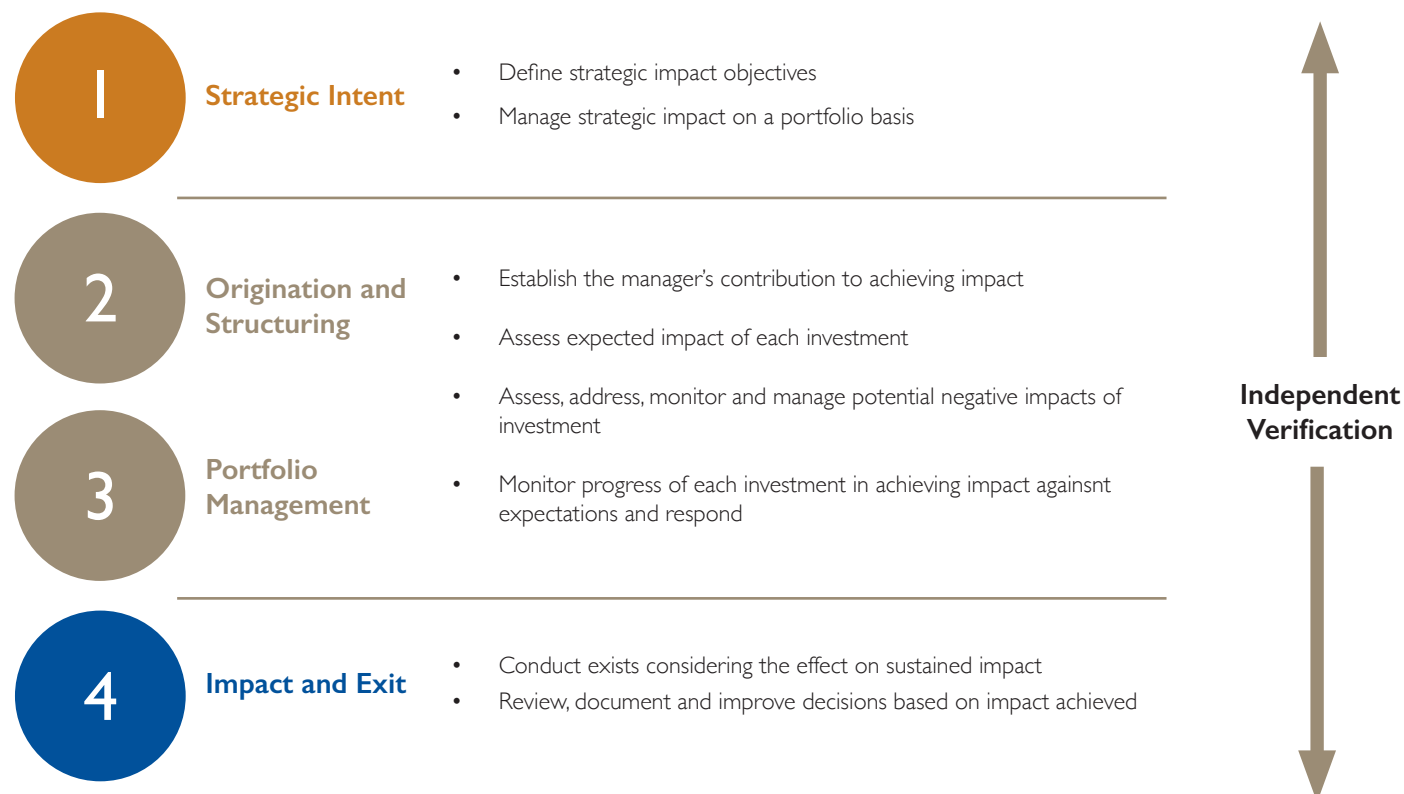 1
Strategic Intent
• Define strategic impact objectives
• Manage strategic impact on a portfolio basis
2
Origination and
Structuring
• Establish the manager’s contribution to achieving impact
• Assess expected impact of each investment
• Assess, address, monitor and manage potential negative impacts of
investment
3
Portfolio
Management
• Monitor progress of each investment in achieving impact againsnt
expectations and respond
4
Impact and Exit
• Conduct exists considering the effect on sustained impact
• Review, document and improve decisions based on impact achieved
Independent
Verification